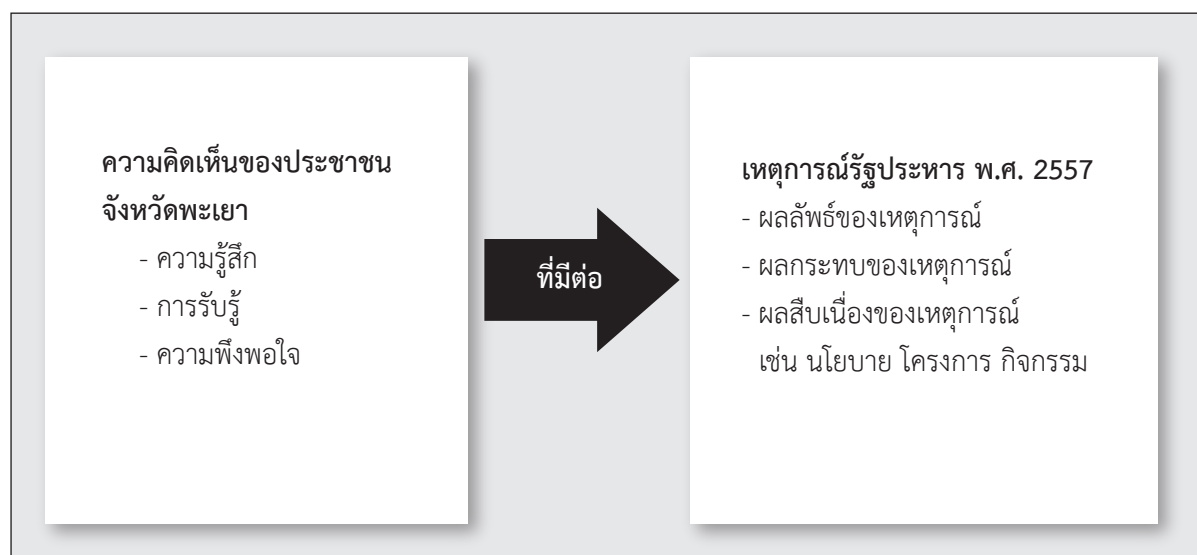 ความคิดเห็นของประชาชน
จังหวัดพะเยา
- ความรู้สึก
- การรับรู้
- ความพึงพอใจ
ที่มีต่อ
เหตุการณ์รัฐประหาร พ.ศ. 2557
- ผลลัพธ์ของเหตุการณ์
- ผลกระทบของเหตุการณ์
- ผลสืบเนื่องของเหตุการณ์
เช่น นโยบาย โครงการ กิจกรรม